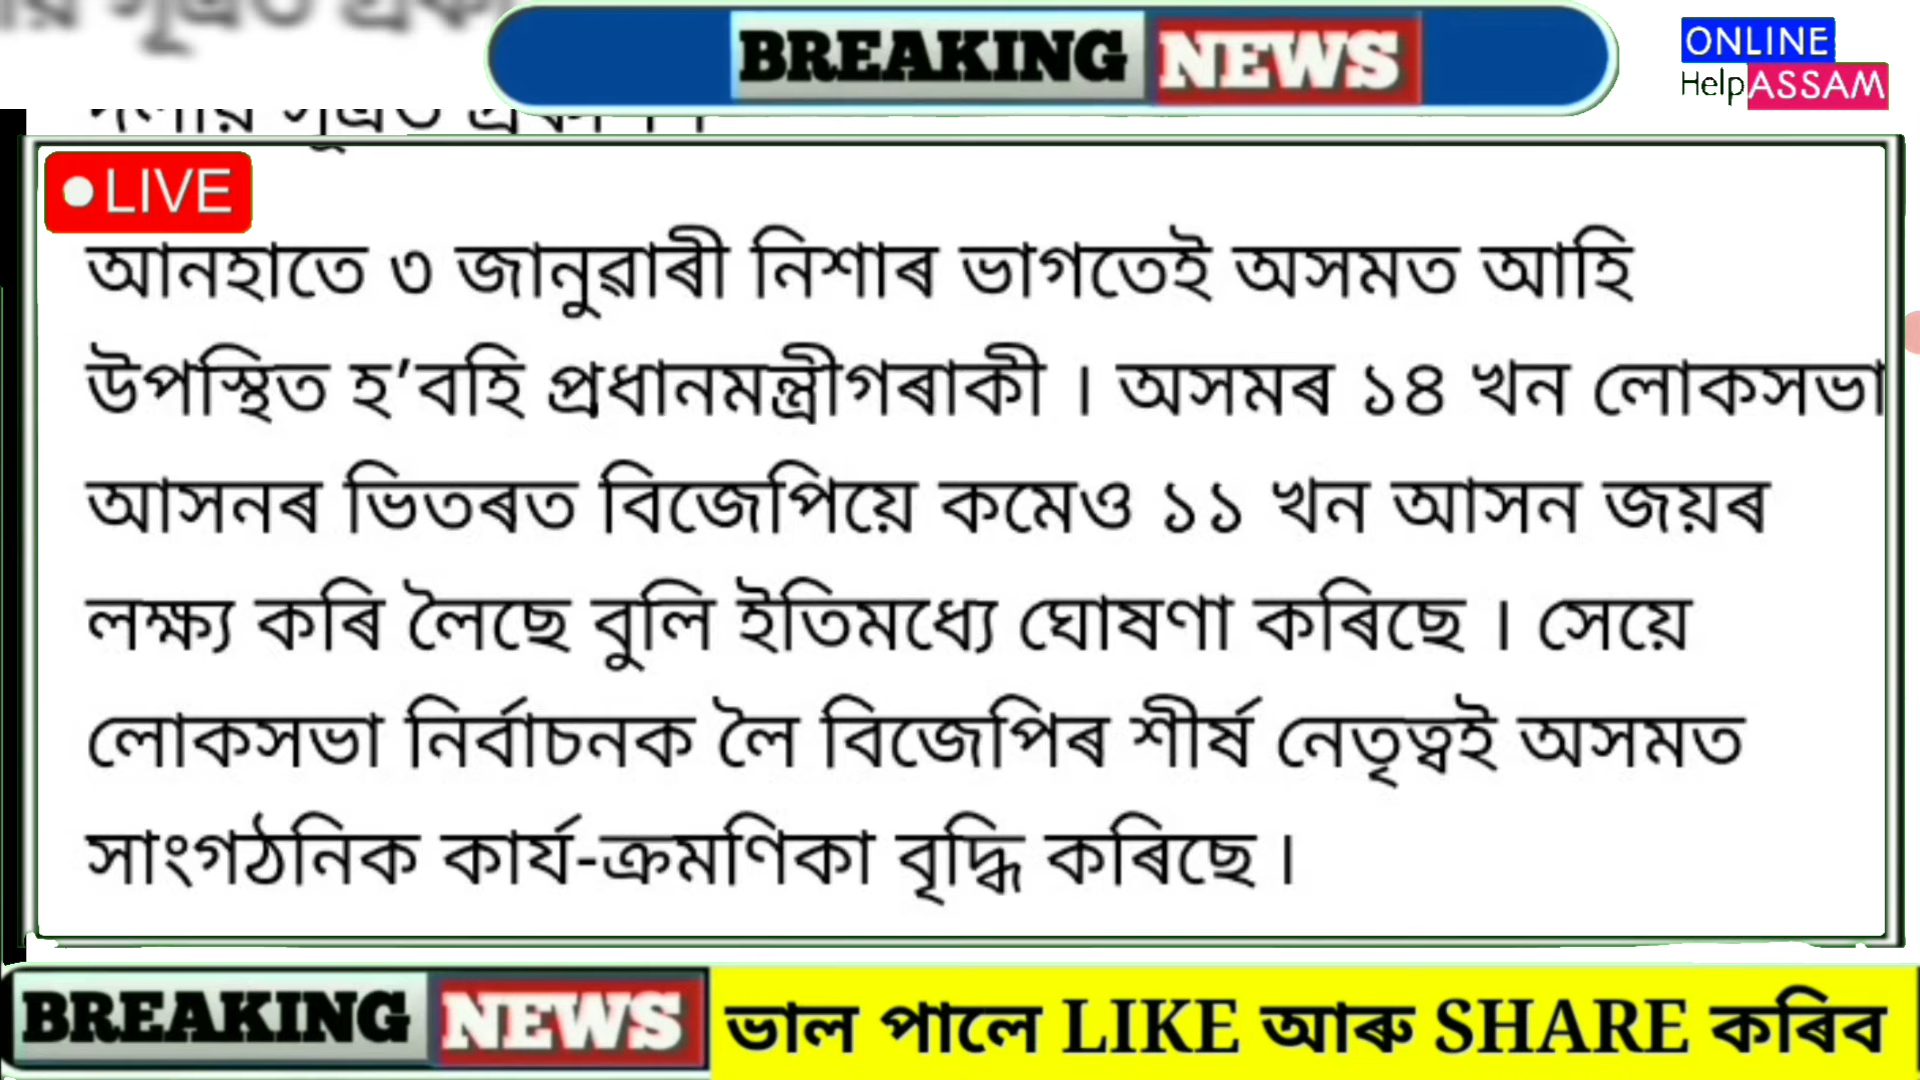 BREAKING NEWS
ONLINE
Help ASSAM
LIVE
আনহাতে ৩ জানুৱাৰী নিশাৰ ভাগতেই অসমত আহি
উপস্থিত হ’বহি প্ৰধানমন্ত্ৰীগৰাকী । অসমৰ ১৪ খন লোকসভা
আসনৰ ভিতৰত বিজেপিয়ে কমেও ১১ খন আসন জয়ৰ
লক্ষ্য কৰি লৈছে বুলি ইতিমধ্যে ঘোষণা কৰিছে । সেয়ে
লোকসভা নিৰ্বাচনক লৈ বিজেপিৰ শীৰ্ষ নেতৃত্বই অসমত
সাংগঠনিক কাৰ্য-ক্ৰমণিকা বৃদ্ধি কৰিছে ।
BREAKING NEWS ভাল পালে LIKE আৰু SHARE কৰিব